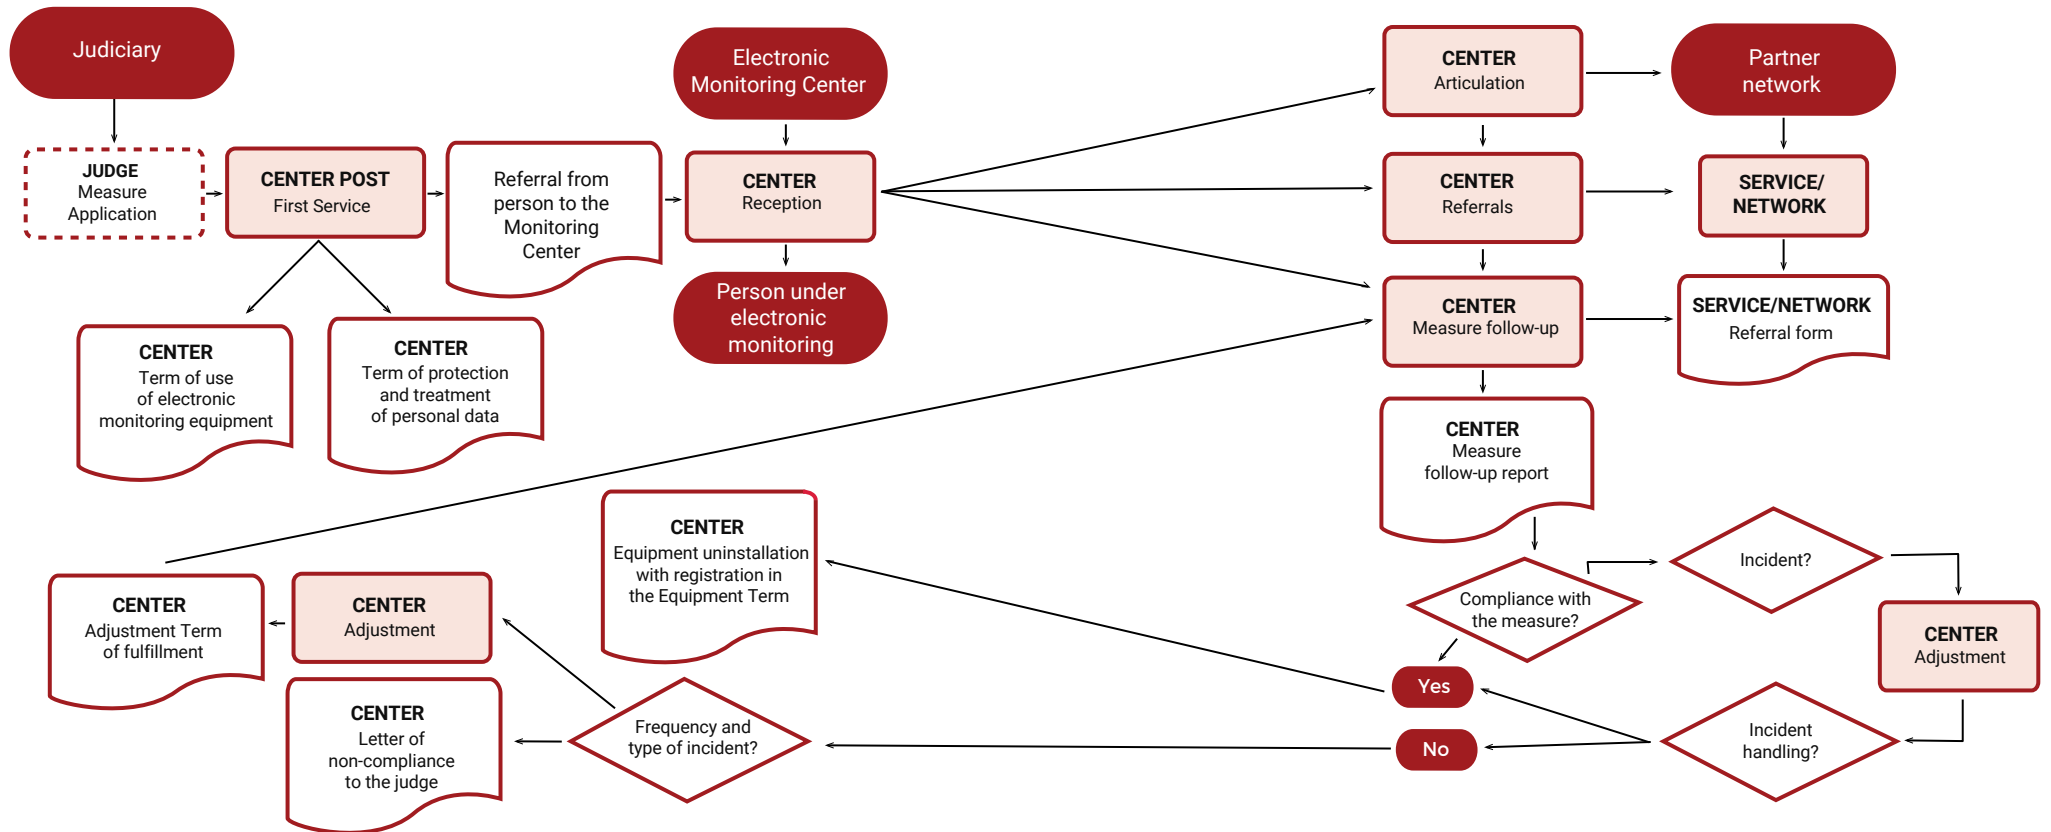 Judiciary
JUDGE
Measure
Application
CENTER POST
First Service
Referral from
person to the
Monitoring
Center
Electronic
Monitoring Center
CENTER
Reception
Person under
electronic
monitoring
CENTER
Articulation
Partner
network
CENTER
Referrals
SERVICE/
NETWORK
CENTER
Measure follow-up
SERVICE/NETWORK
Referral form
CENTER
Term of use
of electronic
monitoring equipment
CENTER
Term of protection
and treatment
of personal data
CENTER
Measure
follow-up report
CENTER
Equipment uninstallation
with registration in
the Equipment Term
Compliance with
the measure?
Incident?
CENTER
Adjustment
CENTER
Adjustment Term
of fulfillment
CENTER
Adjustment
Yes
No
Incident
handling?
Frequency and
type of incident?
CENTER
Letter of
non-compliance
to the judge